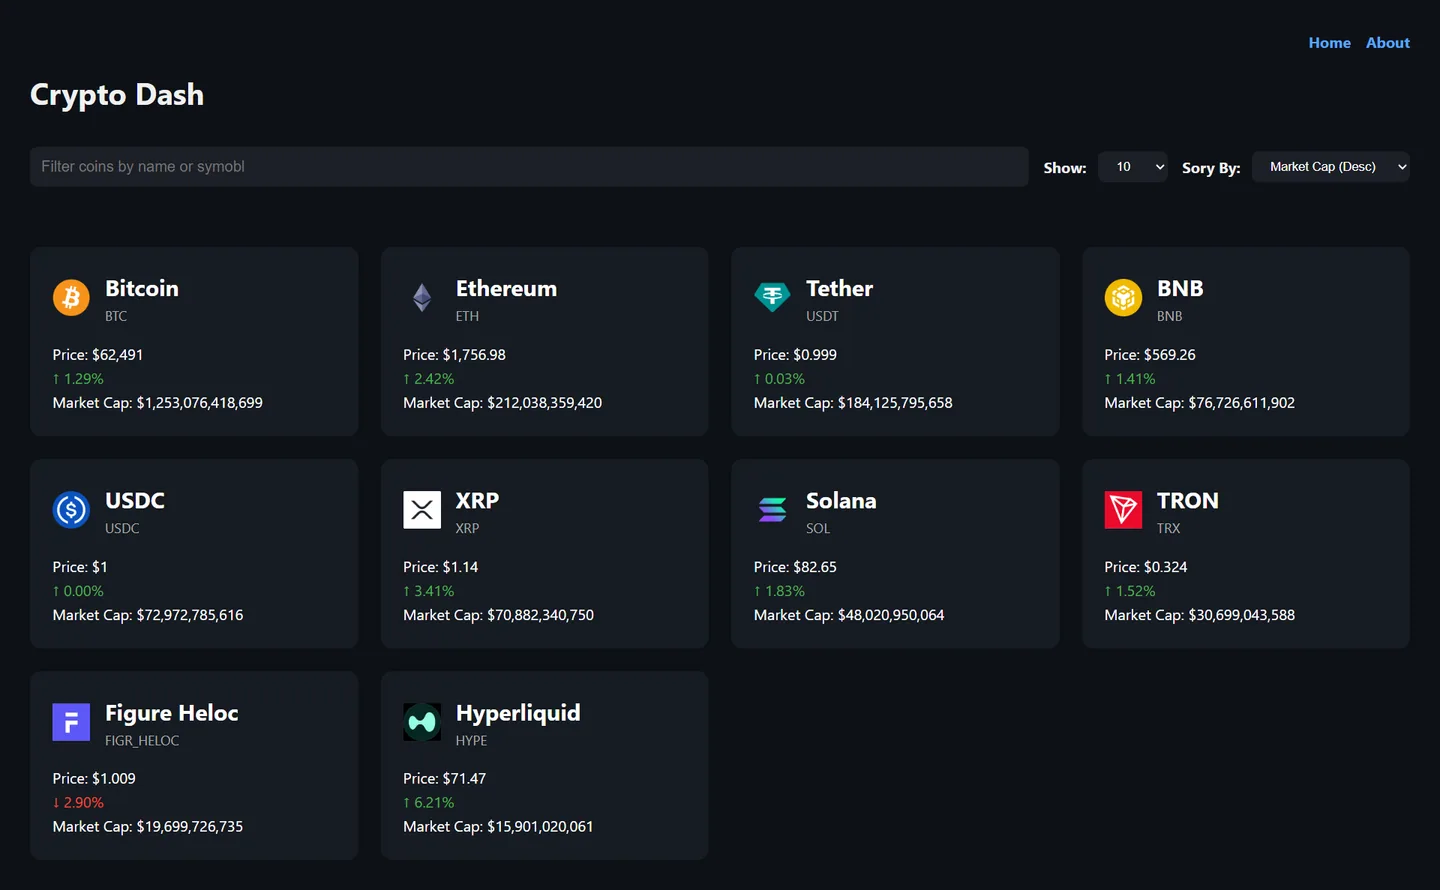 Home About
Crypto Dash
Filter coins by name or symobl
Show: 10 Sory By: Market Cap (Desc)
Bitcoin
BTC
Price: $62,491
↑ 1.29%
Market Cap: $1,253,076,418,699
Ethereum
ETH
Price: $1,756.98
↑ 2.42%
Market Cap: $212,038,359,420
Tether
USDT
Price: $0.999
↑ 0.03%
Market Cap: $184,125,795,658
BNB
BNB
Price: $569.26
↑ 1.41%
Market Cap: $76,726,611,902
USDC
USDC
Price: $1
↑ 0.00%
Market Cap: $72,972,785,616
XRP
XRP
Price: $1.14
↑ 3.41%
Market Cap: $70,882,340,750
Solana
SOL
Price: $82.65
↑ 1.83%
Market Cap: $48,020,950,064
TRON
TRX
Price: $0.324
↑ 1.52%
Market Cap: $30,699,043,588
Figure Heloc
FIGR_HELOC
Price: $1.009
↓ 2.90%
Market Cap: $19,699,726,735
Hyperliquid
HYPE
Price: $71.47
↑ 6.21%
Market Cap: $15,901,020,061